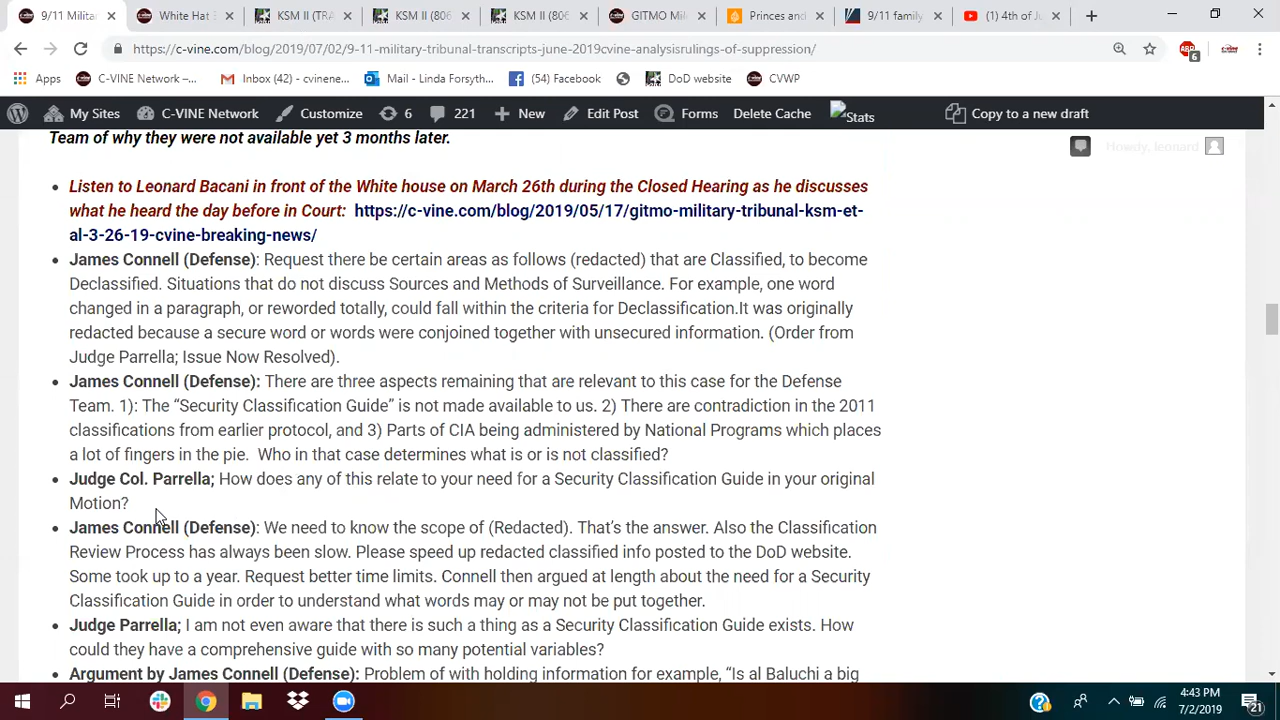 9/11 Milita
White Hat
KSM II (TRA
KSM II (806
KSM II (806
GITMO Mil
Princes and
9/11 family
(1) 4th of Ju
https://c-vine.com/blog/2019/07/02/9-11-military-tribunal-transcripts-june-2019cvine-analysisrulings-of-suppression/
ABP
6
Apps
C-VINE Network –...
Inbox (42) - cvinene...
Mail - Linda Forsyth...
(54) Facebook
DoD website
CVWP
My Sites
C-VINE Network
Customize
6
221
New
Edit Post
Forms
Delete Cache
Stats
Copy to a new draft
Howdy, lennard
Team of why they were not available yet 3 months later.
Listen to Leonard Bacani in front of the White house on March 26th during the Closed Hearing as he discusses
what he heard the day before in Court: https://c-vine.com/blog/2019/05/17/gitmo-military-tribunal-ksm-et-
al-3-26-19-cvine-breaking-news/
James Connell (Defense): Request there be certain areas as follows (redacted) that are Classified, to become
Declassified. Situations that do not discuss Sources and Methods of Surveillance. For example, one word
changed in a paragraph, or reworded totally, could fall within the criteria for Declassification.It was originally
redacted because a secure word or words were conjoined together with unsecured information. (Order from
Judge Parrella; Issue Now Resolved).
James Connell (Defense): There are three aspects remaining that are relevant to this case for the Defense
Team. 1): The “Security Classification Guide” is not made available to us. 2) There are contradiction in the 2011
classifications from earlier protocol, and 3) Parts of CIA being administered by National Programs which places
a lot of fingers in the pie. Who in that case determines what is or is not classified?
Judge Col. Parrella; How does any of this relate to your need for a Security Classification Guide in your original
Motion?
James Connell (Defense): We need to know the scope of (Redacted). That’s the answer. Also the Classification
Review Process has always been slow. Please speed up redacted classified info posted to the DoD website.
Some took up to a year. Request better time limits. Connell then argued at length about the need for a Security
Classification Guide in order to understand what words may or may not be put together.
Judge Parrella; I am not even aware that there is such a thing as a Security Classification Guide exists. How
could they have a comprehensive guide with so many potential variables?
Argument by James Connell (Defense): Problem of with holding information for example, “Is al Baluchi a big
4:43 PM
7/2/2019
21